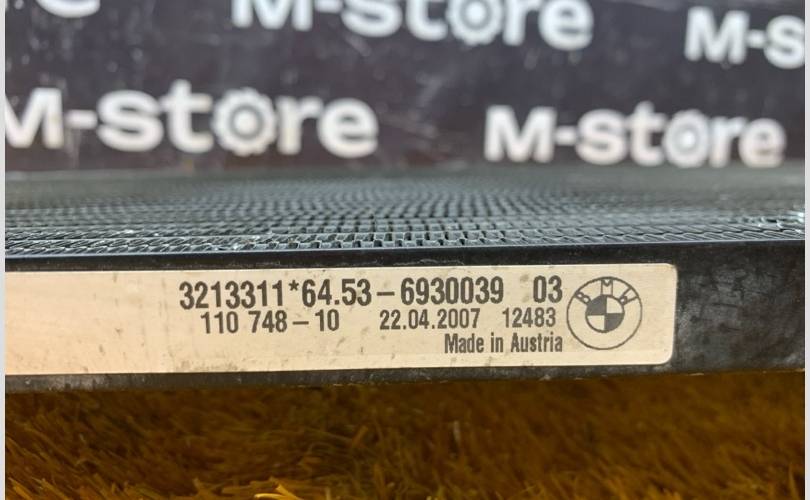 M-Store
M-S
M-Store
M-Store
3213311*64.53-6930039 03
110 748-10 22.04.2007 12483
Made in Austria
BMW